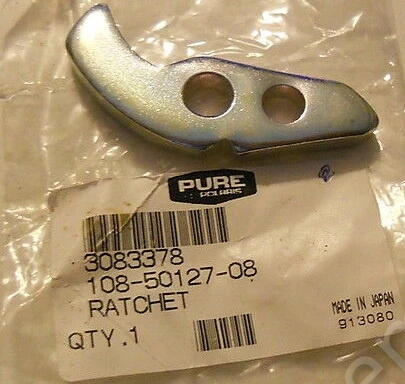 PURE
POLARIS
3083378
108-50127-08
RATCHET
MADE IN JAPAN
QTY.1
913080